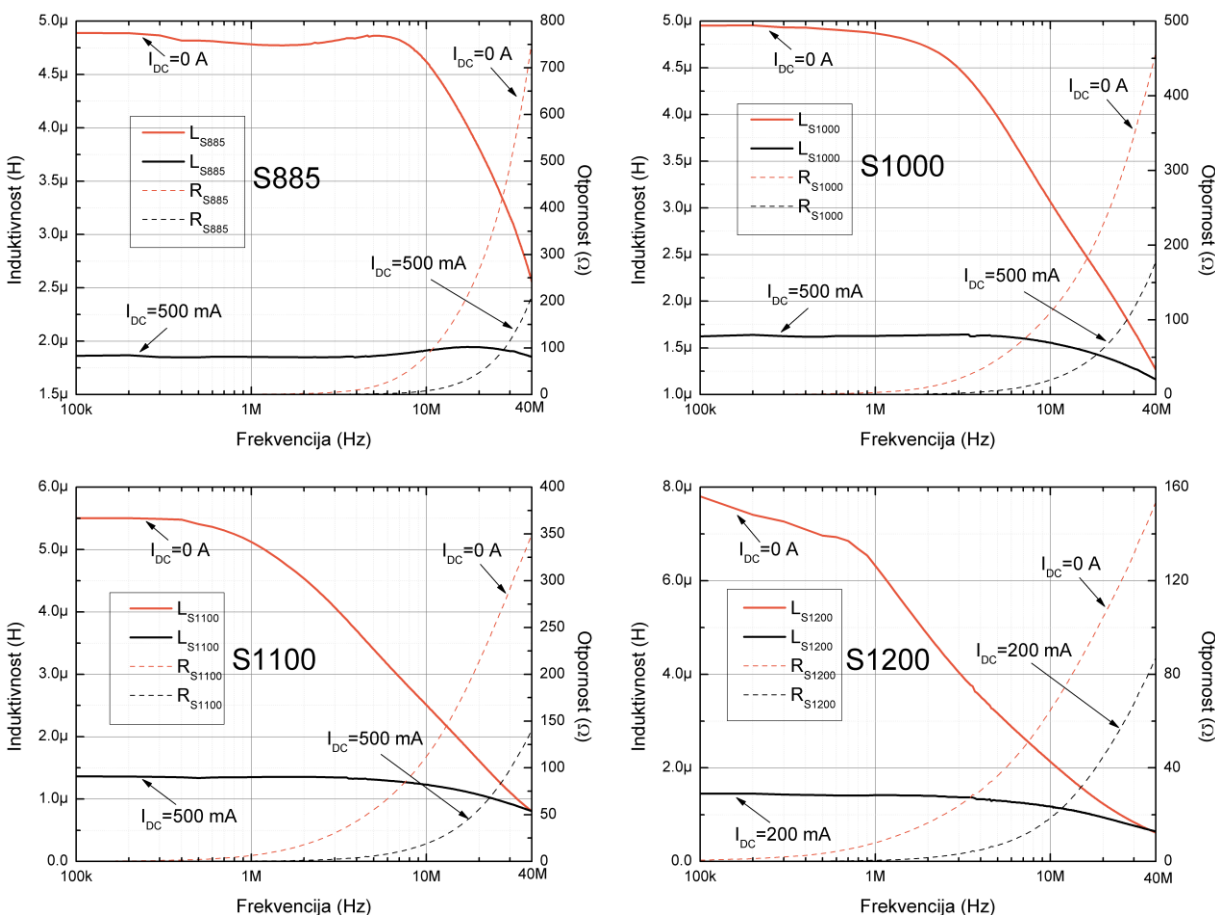 5.0µ
4.5µ
4.0µ
3.5µ
3.0µ
2.5µ
2.0µ
1.5µ
Induktivnost (H)
800
700
600
500
400
300
200
100
0
Otpornost (Ω)
I_DC=0 A
I_DC=0 A
L_S885
L_S885
R_S885
R_S885
S885
I_DC=500 mA
I_DC=500 mA
100k 1M 10M 40M
Frekvencija (Hz)
5.0µ
4.5µ
4.0µ
3.5µ
3.0µ
2.5µ
2.0µ
1.5µ
1.0µ
Induktivnost (H)
500
400
300
200
100
0
Otpornost (Ω)
I_DC=0 A
I_DC=0 A
L_S1000
L_S1000
R_S1000
R_S1000
S1000
I_DC=500 mA
I_DC=500 mA
100k 1M 10M 40M
Frekvencija (Hz)
6.0µ
5.0µ
4.0µ
3.0µ
2.0µ
1.0µ
0.0
Induktivnost (H)
400
350
300
250
200
150
100
50
0
Otpornost (Ω)
I_DC=0 A
I_DC=0 A
L_S1100
L_S1100
R_S1100
R_S1100
S1100
I_DC=500 mA
I_DC=500 mA
100k 1M 10M 40M
Frekvencija (Hz)
8.0µ
6.0µ
4.0µ
2.0µ
0.0
Induktivnost (H)
160
120
80
40
0
Otpornost (Ω)
I_DC=0 A
I_DC=0 A
L_S1200
L_S1200
R_S1200
R_S1200
S1200
I_DC=200 mA
I_DC=200 mA
100k 1M 10M 40M
Frekvencija (Hz)